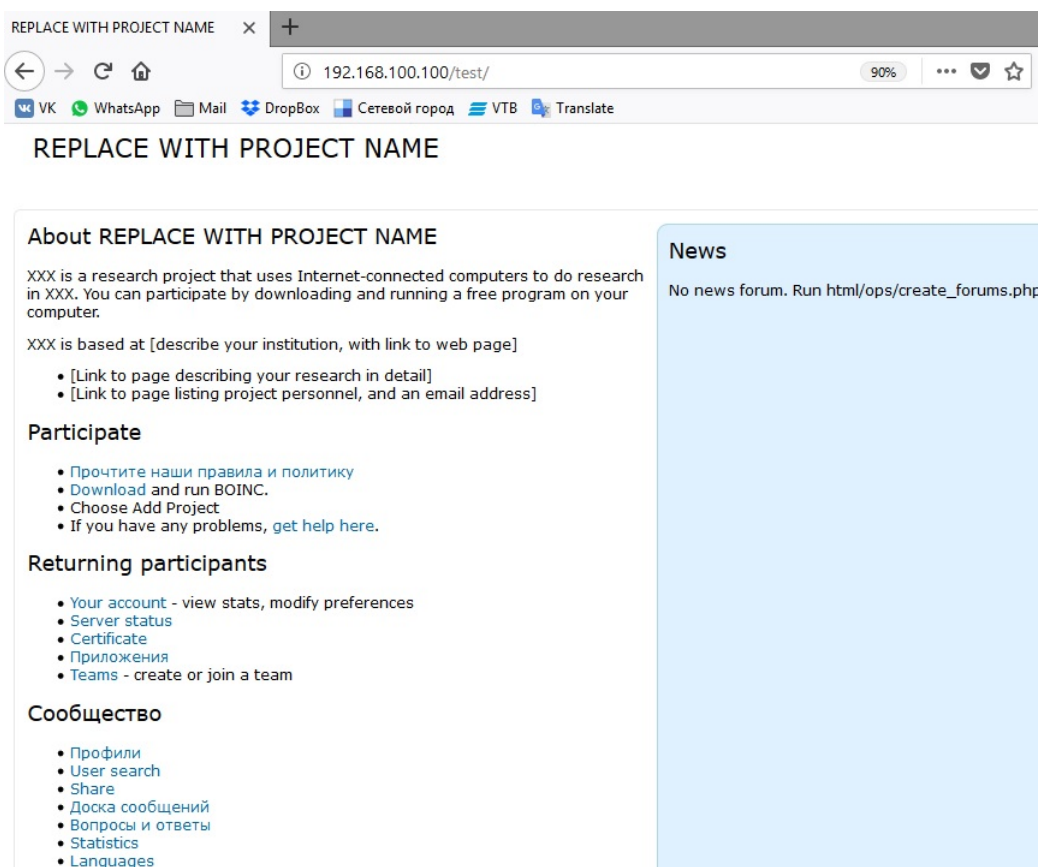 REPLACE WITH PROJECT NAME
192.168.100.100/test/
90%
VK WhatsApp Mail DropBox Сетевой город VTB Translate
REPLACE WITH PROJECT NAME
About REPLACE WITH PROJECT NAME
XXX is a research project that uses Internet-connected computers to do research
in XXX. You can participate by downloading and running a free program on your
computer.
XXX is based at [describe your institution, with link to web page]
• [Link to page describing your research in detail]
• [Link to page listing project personnel, and an email address]
Participate
• Прочтите наши правила и политику
• Download and run BOINC.
• Choose Add Project
• If you have any problems, get help here.
Returning participants
• Your account - view stats, modify preferences
• Server status
• Certificate
• Приложения
• Teams - create or join a team
Сообщество
• Профили
• User search
• Share
• Доска сообщений
• Вопросы и ответы
• Statistics
• Languages
News
No news forum. Run html/ops/create_forums.php